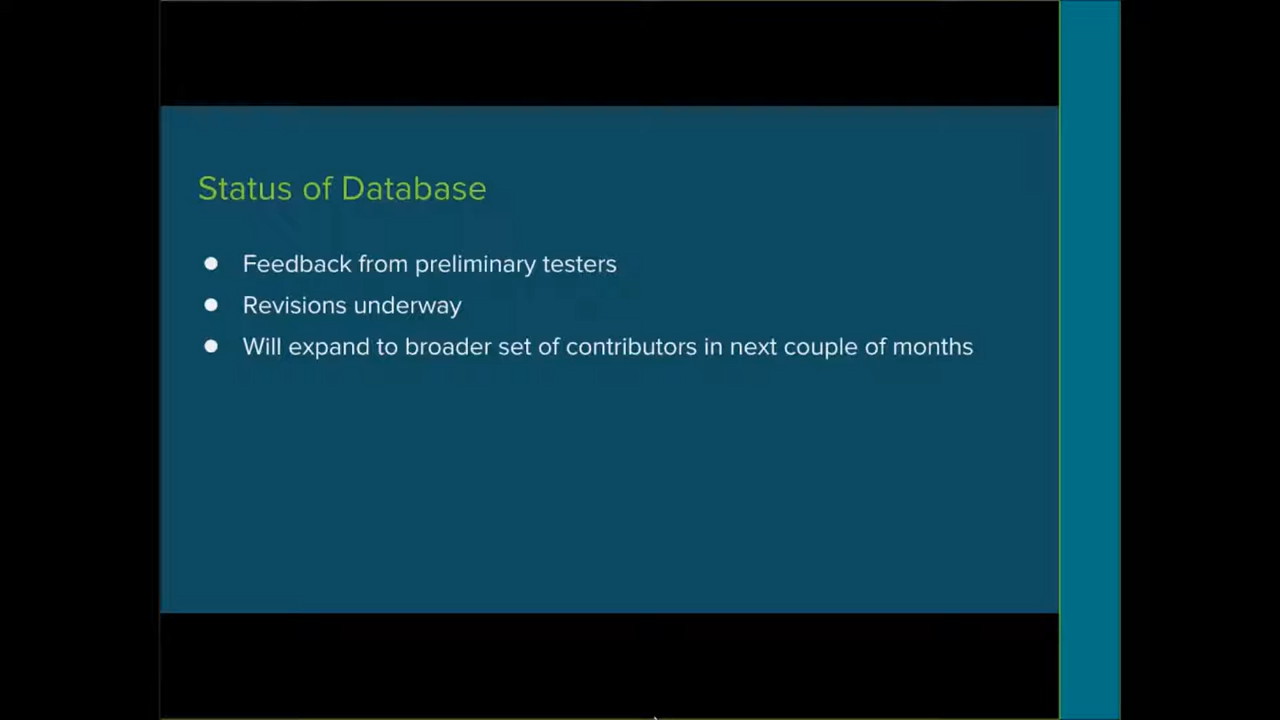 Status of Database
● Feedback from preliminary testers
● Revisions underway
● Will expand to broader set of contributors in next couple of months